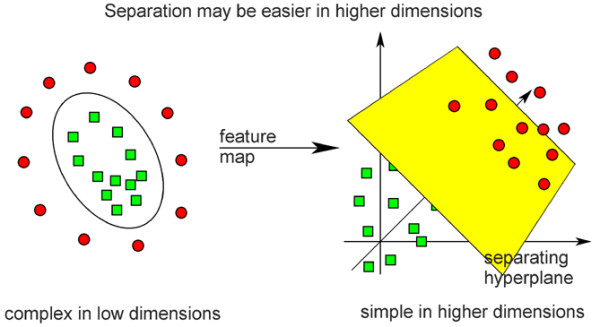 Separation may be easier in higher dimensions
feature
map
separating
hyperplane
complex in low dimensions
simple in higher dimensions